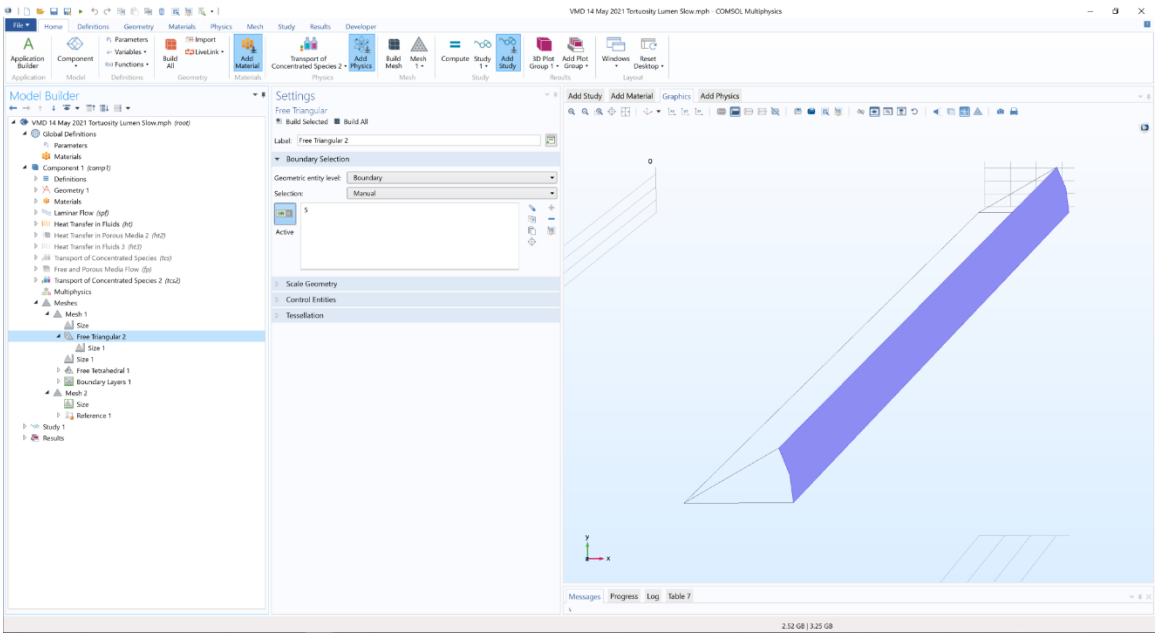 VMD 14 May 2021 Tortuosity Lumen Slow.mph - COMSOL Multiphysics
File Home Definitions Geometry Materials Physics Mesh Study Results Developer
Application Builder
Component
Parameters
Variables
Functions
Build All
Import
LiveLink
Add Material
Transport of Concentrated Species 2
Add Physics
Build Mesh
Mesh 1
Compute
Study 1
Add Study
3D Plot Group 1
Add Plot Group
Windows
Reset Desktop
Application Model Definitions Geometry Materials Physics Mesh Study Results Layout
Model Builder
VMD 14 May 2021 Tortuosity Lumen Slow.mph (root)
Global Definitions
Parameters
Materials
Component 1 (comp1)
Definitions
Geometry 1
Materials
Laminar Flow (spf)
Heat Transfer in Fluids (ht)
Heat Transfer in Porous Media 2 (ht2)
Heat Transfer in Fluids 3 (ht3)
Transport of Concentrated Species (tcs)
Free and Porous Media Flow (fp)
Transport of Concentrated Species 2 (tcs2)
Multiphysics
Meshes
Mesh 1
Size
Free Triangular 2
Size 1
Size 1
Free Tetrahedral 1
Boundary Layers 1
Mesh 2
Size
Reference 1
Study 1
Results
Settings
Free Triangular
Build Selected Build All
Label: Free Triangular 2
Boundary Selection
Geometric entity level: Boundary
Selection: Manual
5
Active
Scale Geometry
Control Entities
Tessellation
Add Study Add Material Graphics Add Physics
0
y
x
Messages Progress Log Table 7
2.52 GB | 3.25 GB